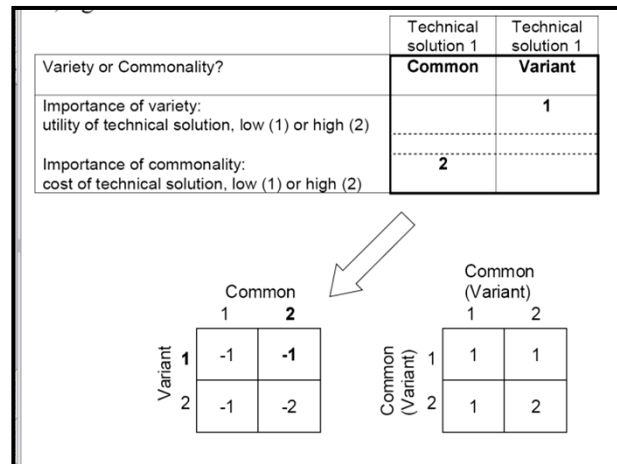 Technical Technical
solution 1 solution 1
Variety or Commonality? Common Variant
Importance of variety: 1
utility of technical solution, low (1) or high (2)
Importance of commonality: 2
cost of technical solution, low (1) or high (2)
Common
1 2
Variant
1 -1 -1
2 -1 -2
Common
(Variant)
1 2
Common
(Variant)
1 1 1
2 1 2